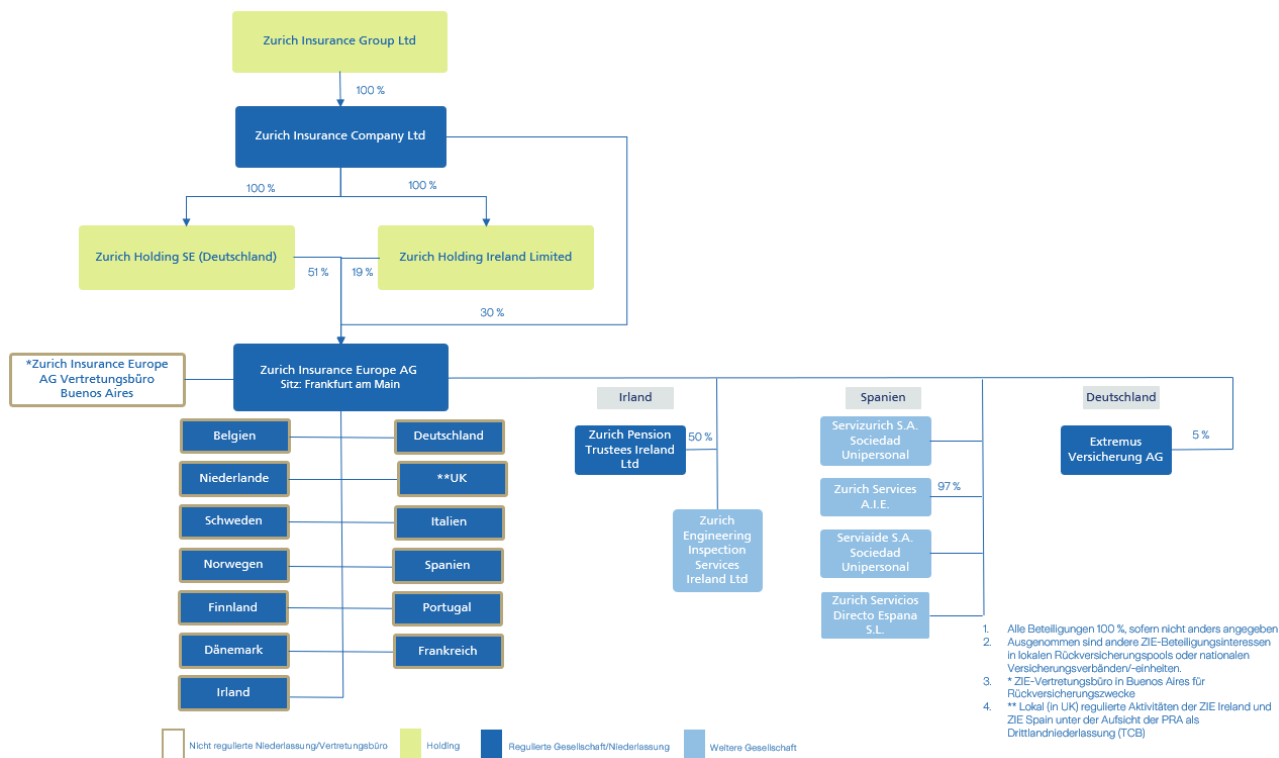 Zurich Insurance Group Ltd
100 %
Zurich Insurance Company Ltd
100 %
100 %
Zurich Holding SE (Deutschland)
Zurich Holding Ireland Limited
51 %
19 %
30 %
*Zurich Insurance Europe
AG Vertretungsbüro
Buenos Aires
Zurich Insurance Europe AG
Sitz: Frankfurt am Main
Belgien
Deutschland
Niederlande
**UK
Schweden
Italien
Norwegen
Spanien
Finnland
Portugal
Dänemark
Frankreich
Irland
Irland
Zurich Pension
Trustees Ireland
Ltd
50 %
Zurich
Engineering
Inspection
Services
Ireland Ltd
Spanien
Servizurich S.A.
Sociedad
Unipersonal
Zurich Services
A.I.E.
97 %
Serviaide S.A.
Sociedad
Unipersonal
Zurich Servicios
Directo Espana
S.L.
Deutschland
Extremus
Versicherung AG
5 %
1. Alle Beteiligungen 100 %, sofern nicht anders angegeben
2. Ausgenommen sind andere ZIE-Beteiligungsinteressen
in lokalen Rückversicherungspools oder nationalen
Versicherungsverbänden/-einheiten.
3. * ZIE-Vertretungsbüro in Buenos Aires für
Rückversicherungszwecke
4. ** Lokal (in UK) regulierte Aktivitäten der ZIE Ireland und
ZIE Spain unter der Aufsicht der PRA als
Drittlandniederlassung (TCB)
Nicht regulierte Niederlassung/Vertretungsbüro
Holding
Regulierte Gesellschaft/Niederlassung
Weitere Gesellschaft